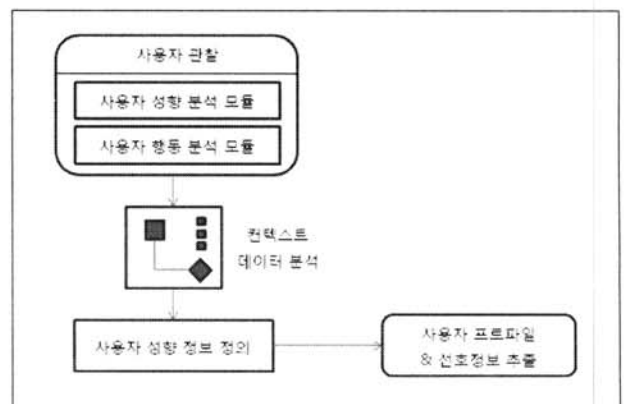 사용자 관찰
사용자 성향 분석 모듈
사용자 행동 분석 모듈
컨텍스트
데이터 분석
사용자 성향 정보 정의
사용자 프로파일
& 선호정보 추출